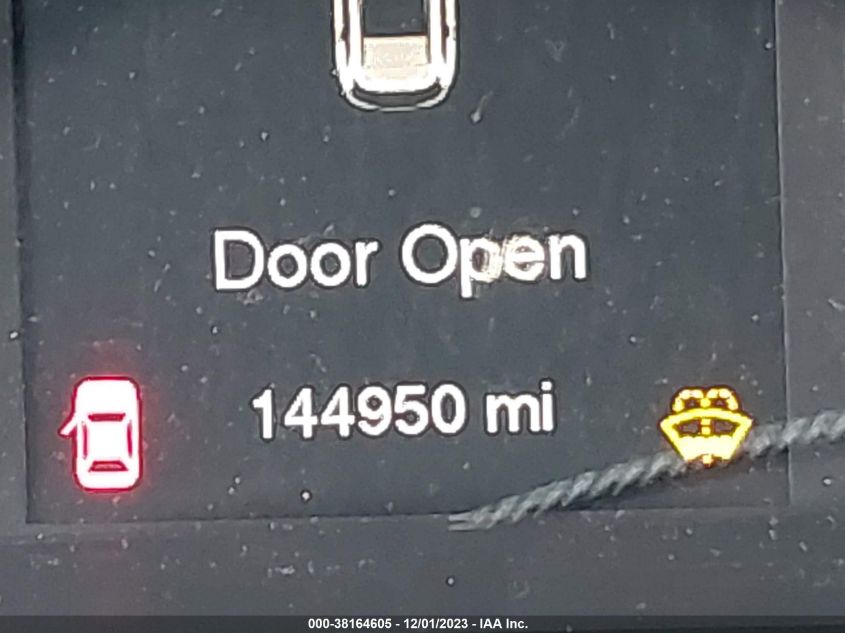 Door Open
144950 mi
000-38164605 - 12/01/2023 - IAA Inc.